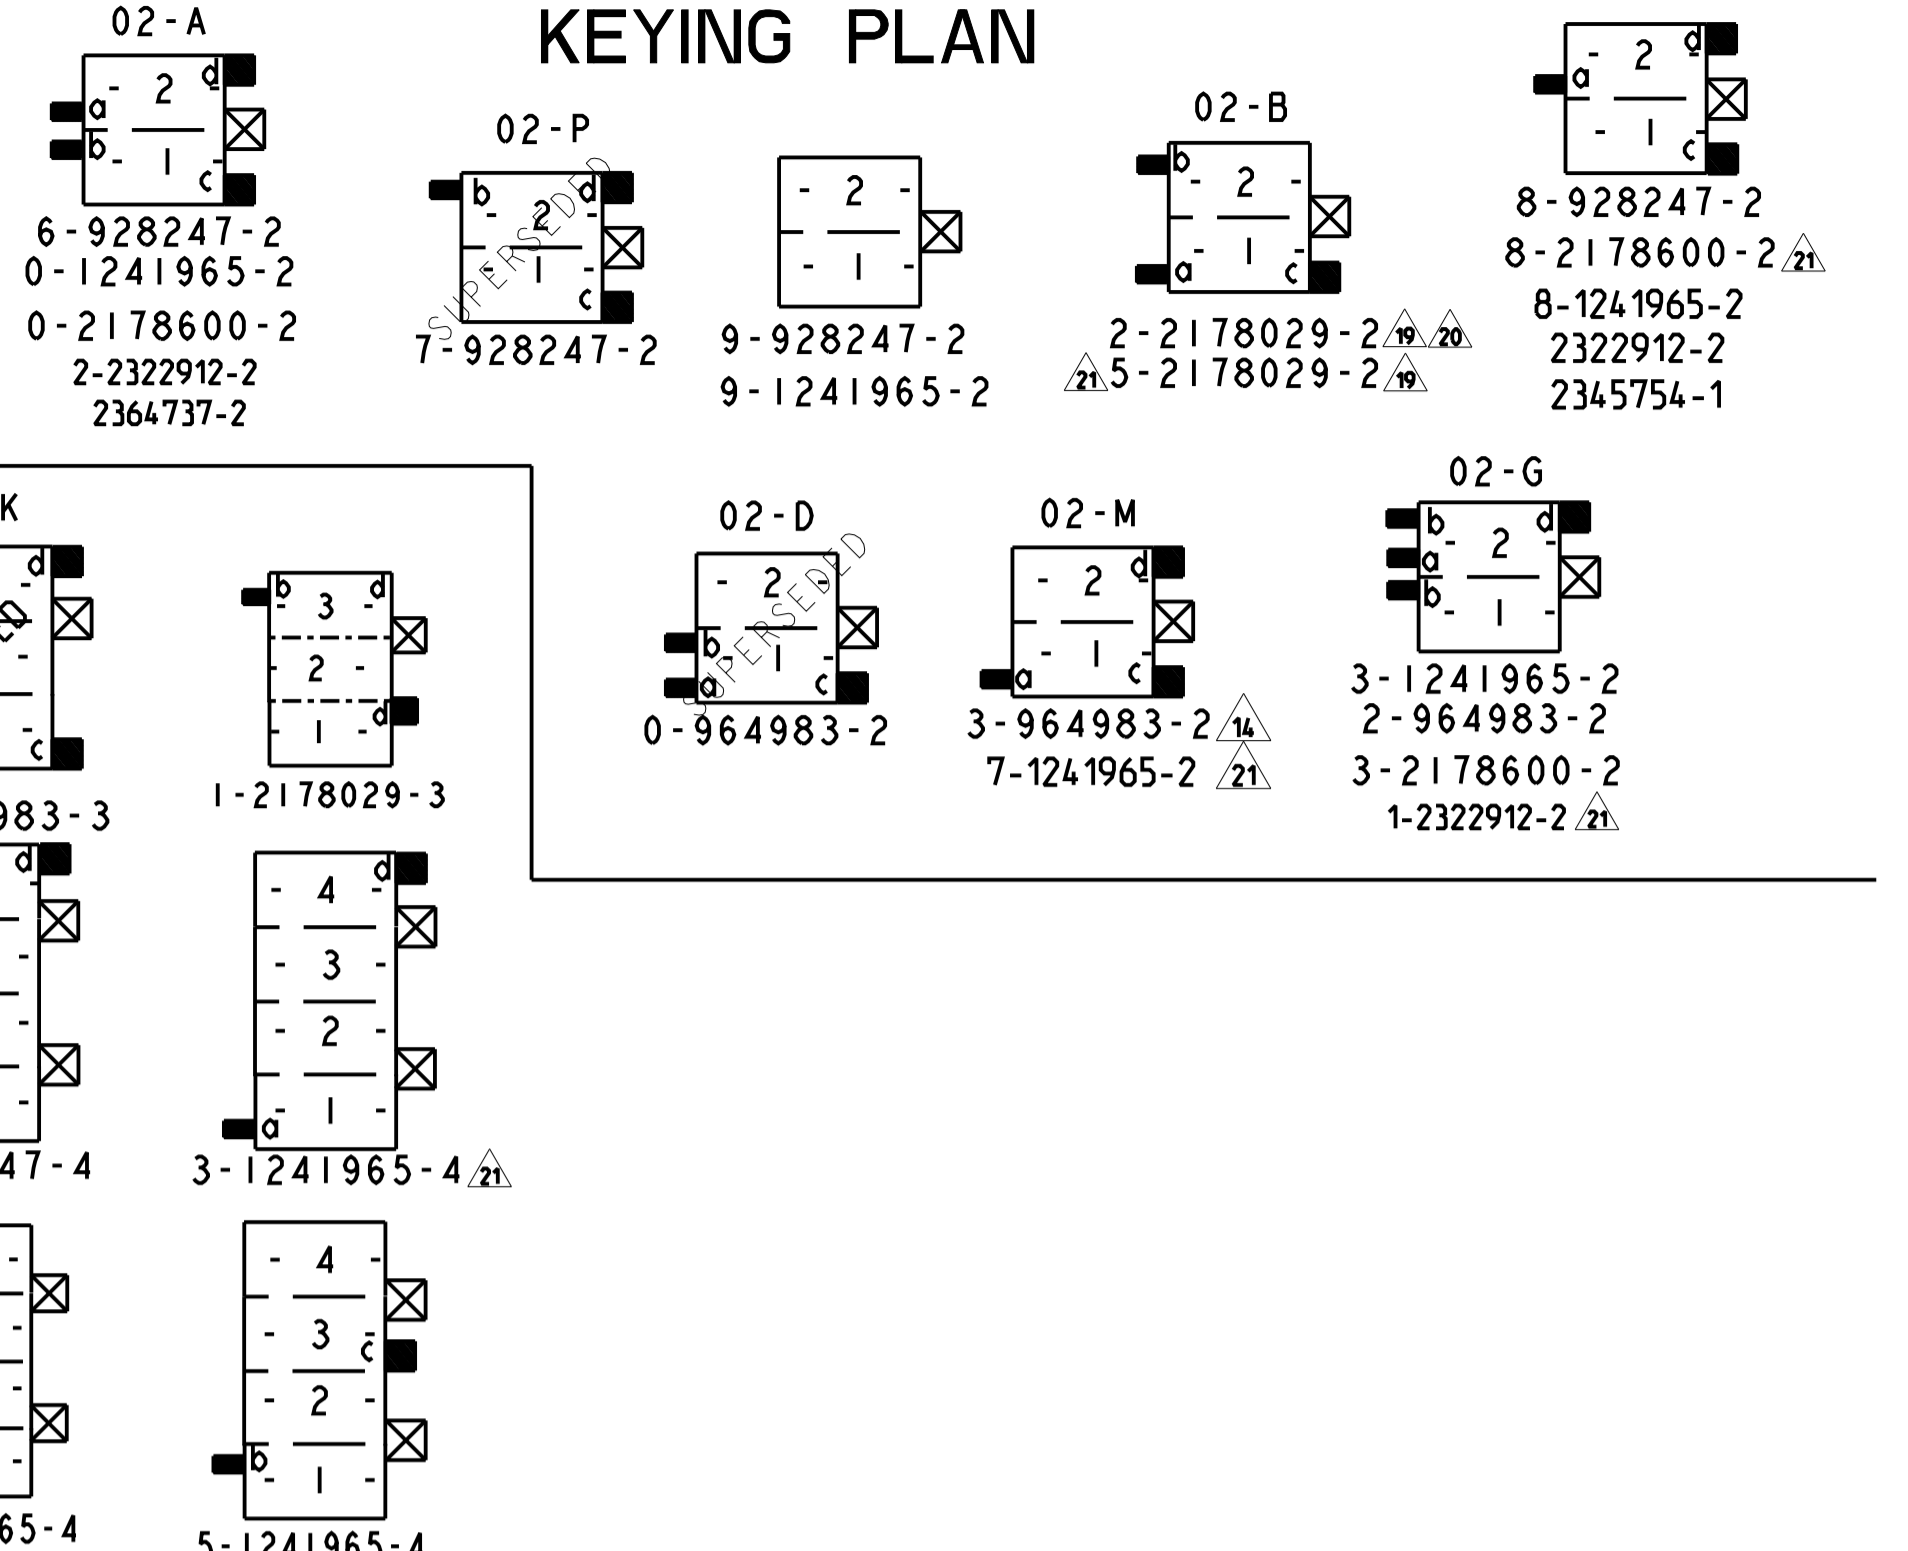 KEYING PLAN
02-A
d
2
a
b
1
c
6-928247-2
0-1241965-2
0-2178600-2
2-2322912-2
2364737-2
02-P
b
d
2
1
c
SUPERSEDED
7-928247-2
2
1
9-928247-2
9-1241965-2
02-B
b
2
1
a
c
2-2178029-2 19 20
21 5-2178029-2 19
d
2
a
1
c
8-928247-2
8-2178600-2 21
8-1241965-2
2322912-2
2345754-1
02-D
2
b
1
a
c
SUPERSEDED
0-964983-2
02-M
d
2
1
a
c
3-964983-2 14
7-1241965-2 21
02-G
b
d
2
a
b
1
3-1241965-2
2-964983-2
3-2178600-2
1-2322912-2 21
K
d
ED
c
983-3
b
d
3
2
d
1
1-2178029-3
d
47-4
d
4
3
2
1
a
3-1241965-4 21
65-4
4
3
c
2
b
1
5-1241965-4